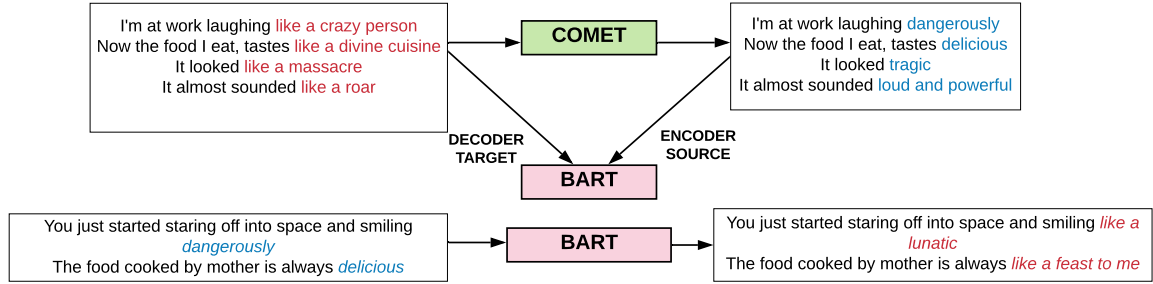 I'm at work laughing like a crazy person
Now the food I eat, tastes like a divine cuisine
It looked like a massacre
It almost sounded like a roar
COMET
I'm at work laughing dangerously
Now the food I eat, tastes delicious
It looked tragic
It almost sounded loud and powerful
DECODER
TARGET
ENCODER
SOURCE
BART
You just started staring off into space and smiling
dangerously
The food cooked by mother is always delicious
BART
You just started staring off into space and smiling like a
lunatic
The food cooked by mother is always like a feast to me